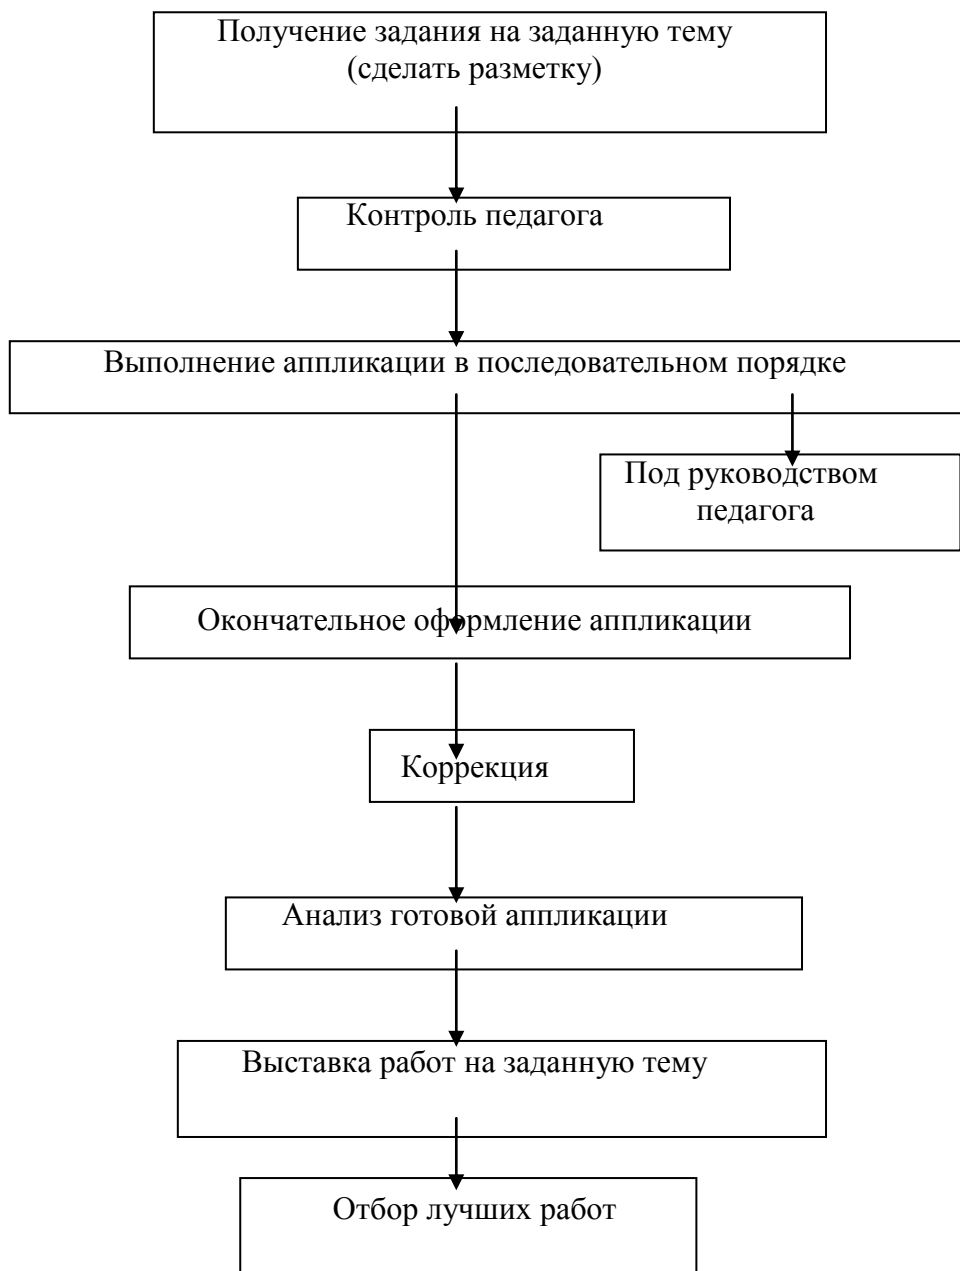 Получение задания на заданную тему
(сделать разметку)
Контроль педагога
Выполнение аппликации в последовательном порядке
Под руководством
педагога
Окончательное оформление аппликации
Коррекция
Анализ готовой аппликации
Выставка работ на заданную тему
Отбор лучших работ